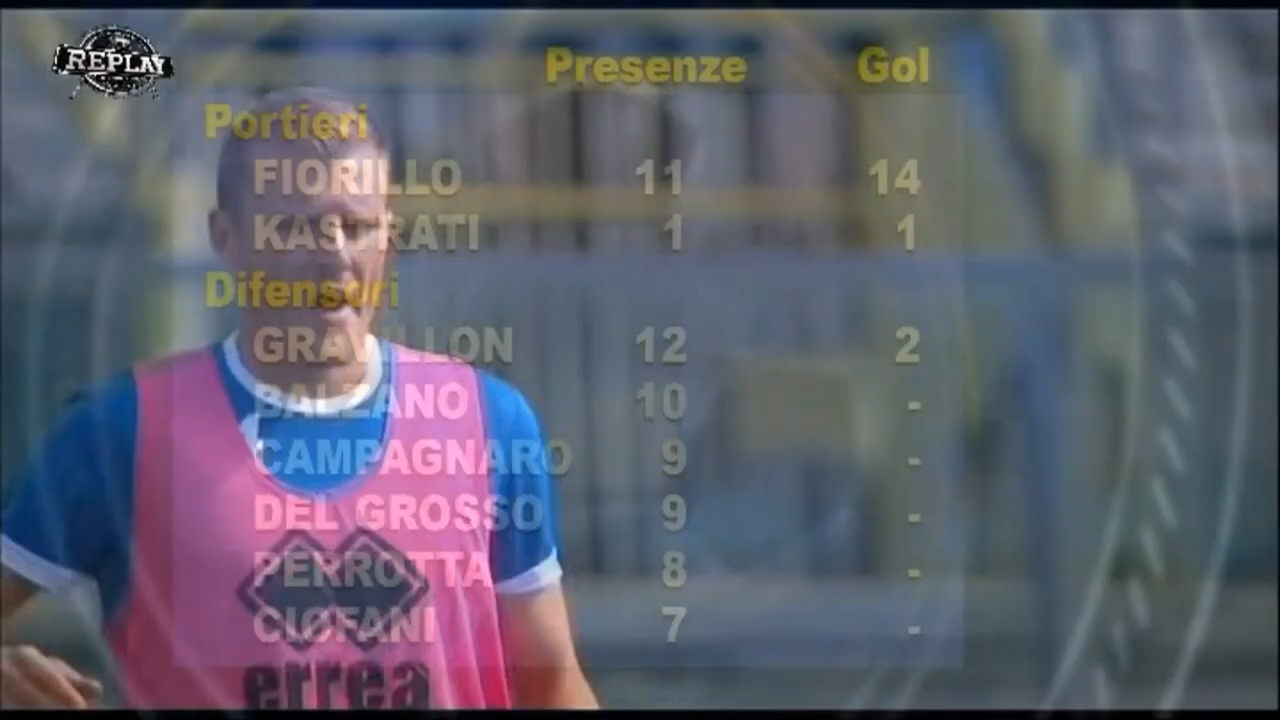 REPLAY
Presenze Gol
Portieri
FIORILLO 11 14
KASTRATI 1 1
Difensori
GRAVILLON 12 2
BALZANO 10 -
CAMPAGNARO 9 -
DEL GROSSO 9 -
PERROTTA 8 -
CIOFANI 7 -
errea